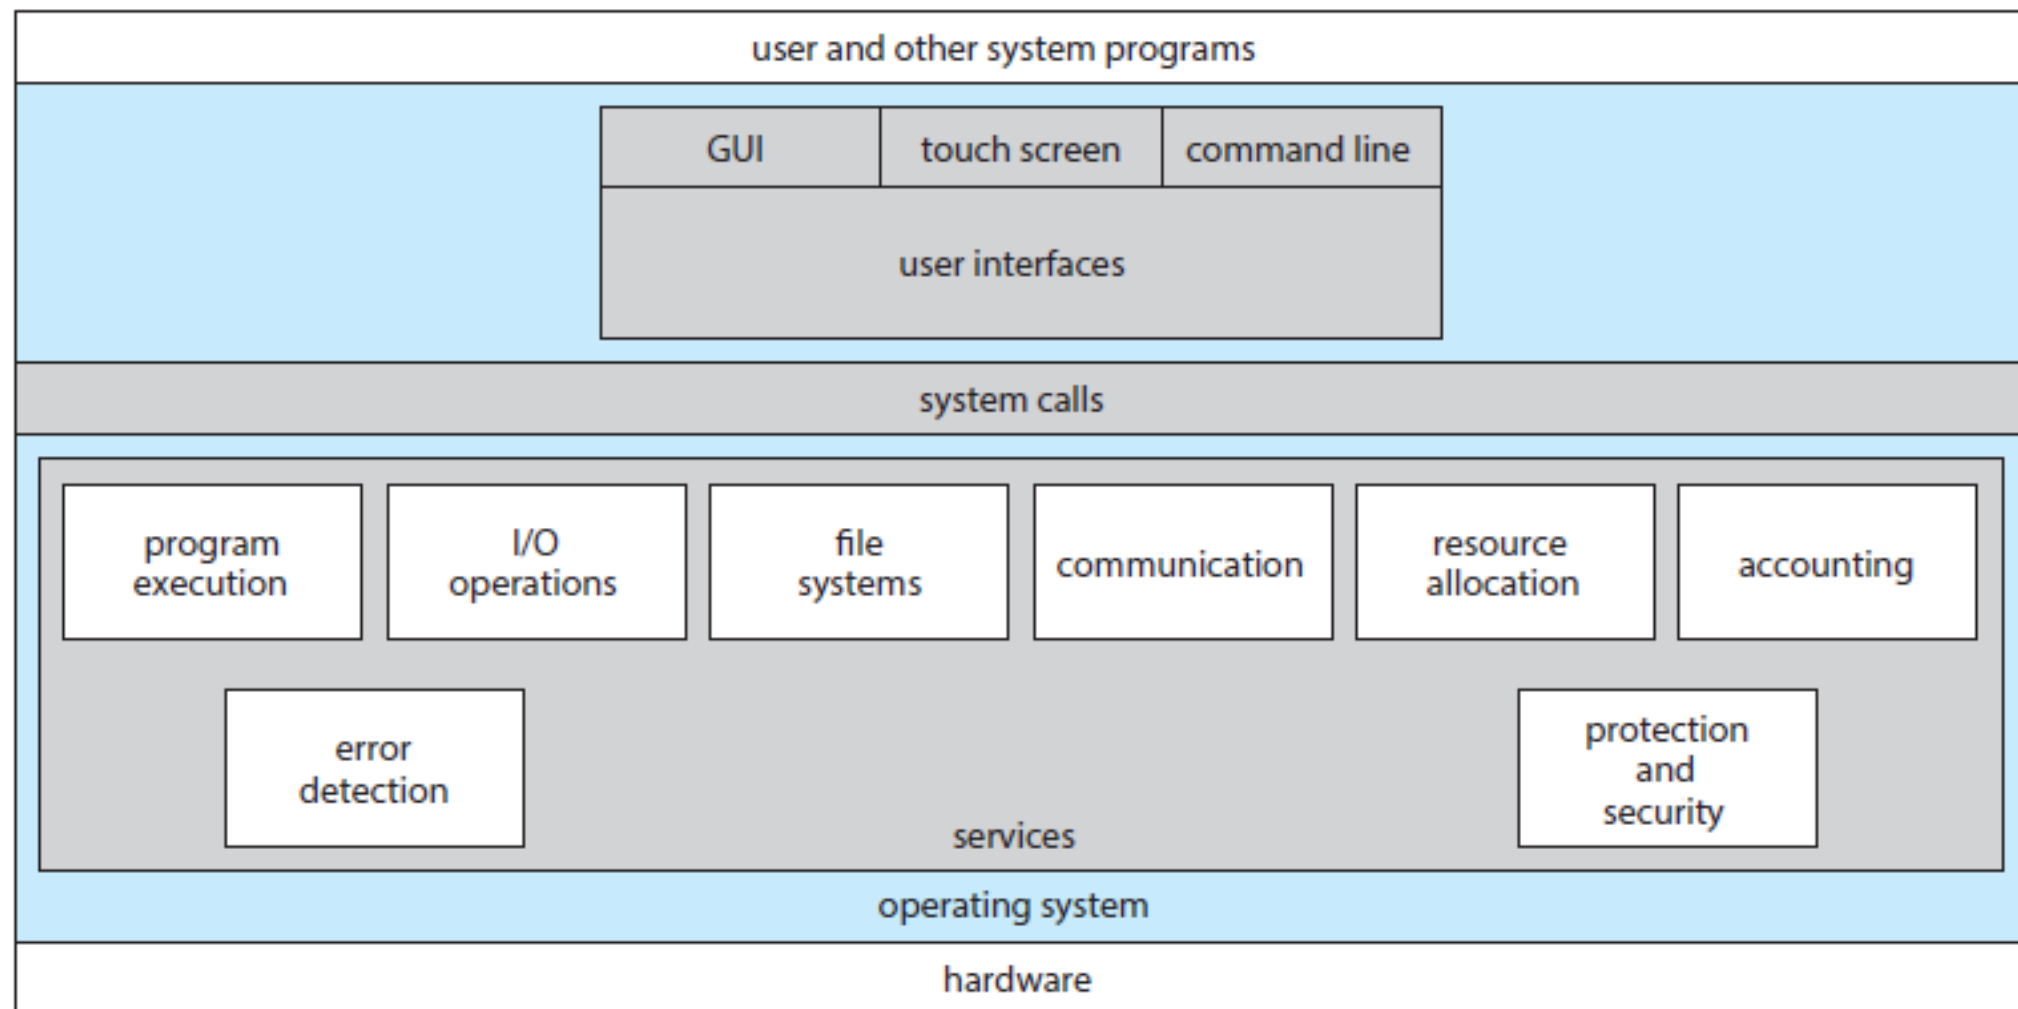 user and other system programs
GUI
touch screen
command line
user interfaces
system calls
program
execution
I/O
operations
file
systems
communication
resource
allocation
accounting
error
detection
protection
and
security
services
operating system
hardware